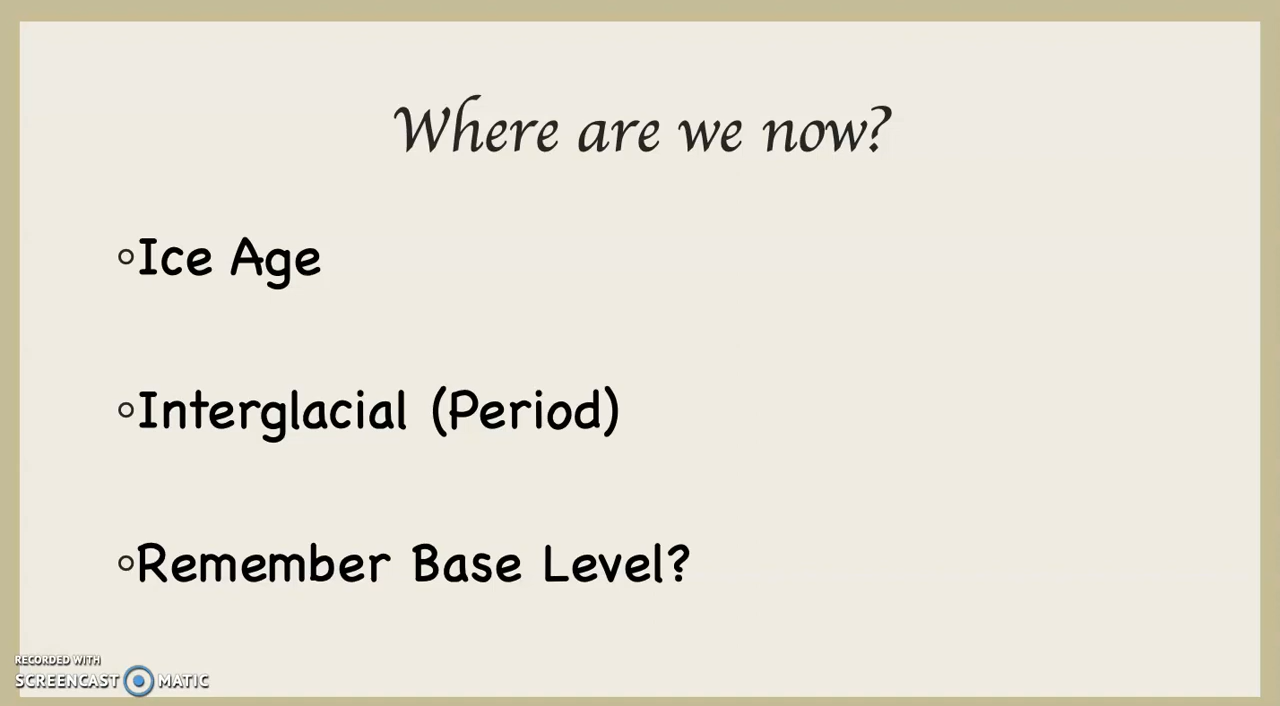 Where are we now?
◦Ice Age
◦Interglacial (Period)
◦Remember Base Level?
RECORDED WITH
SCREENCAST MATIC